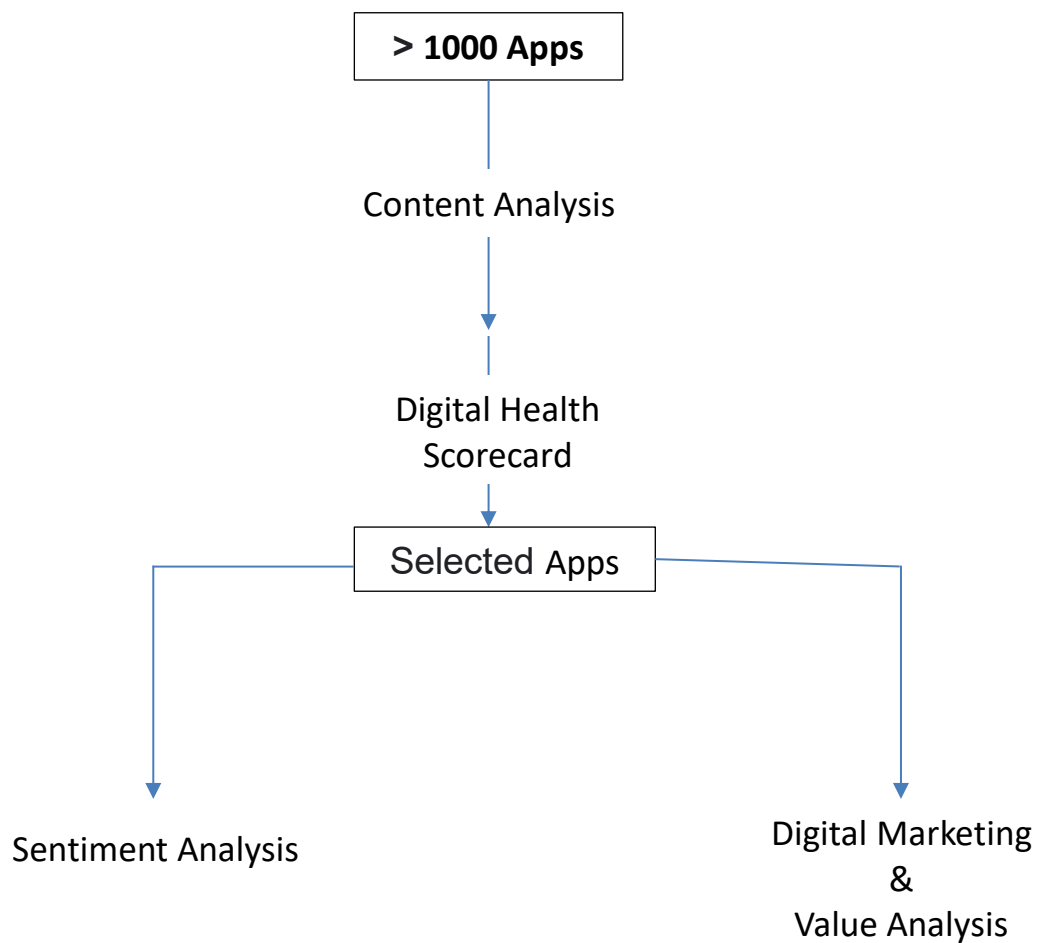 > 1000 Apps
Content Analysis
Digital Health
Scorecard
Selected Apps
Sentiment Analysis
Digital Marketing
&
Value Analysis